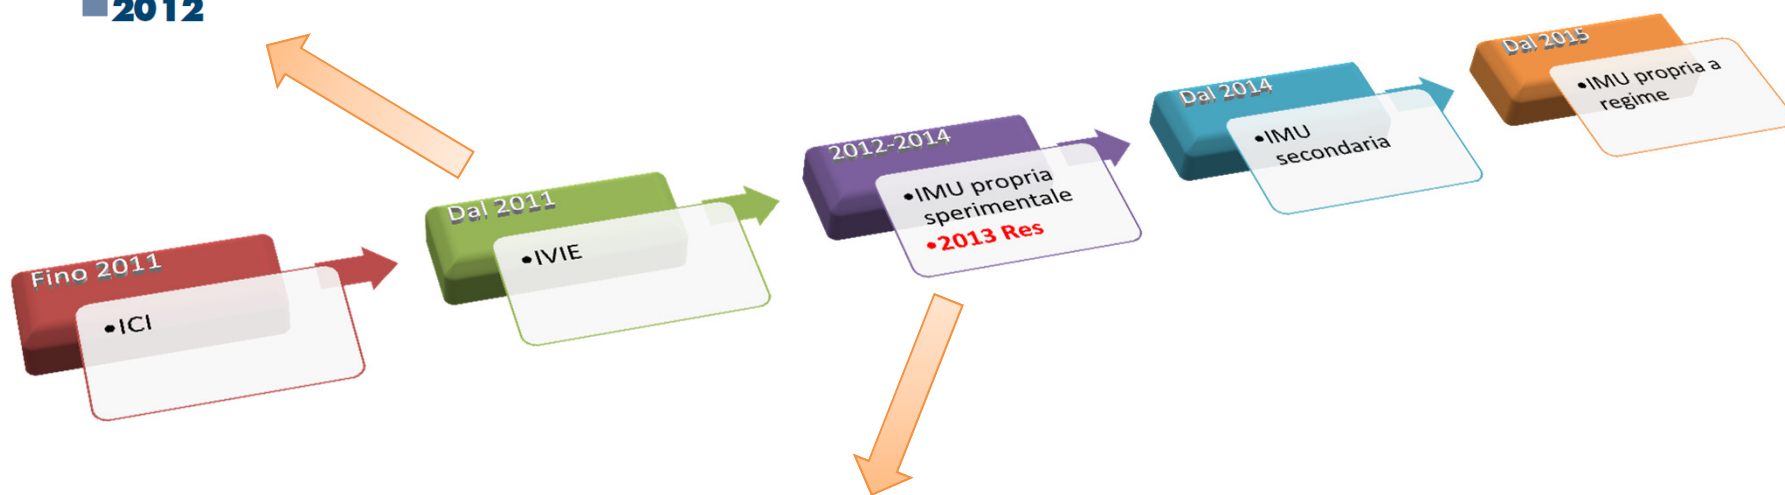 2012
Fino 2011
•ICI
Dal 2011
•IVIE
2012-2014
•IMU propria
sperimentale
•2013 Res
Dal 2014
•IMU
secondaria
Dal 2015
•IMU propria a
regime